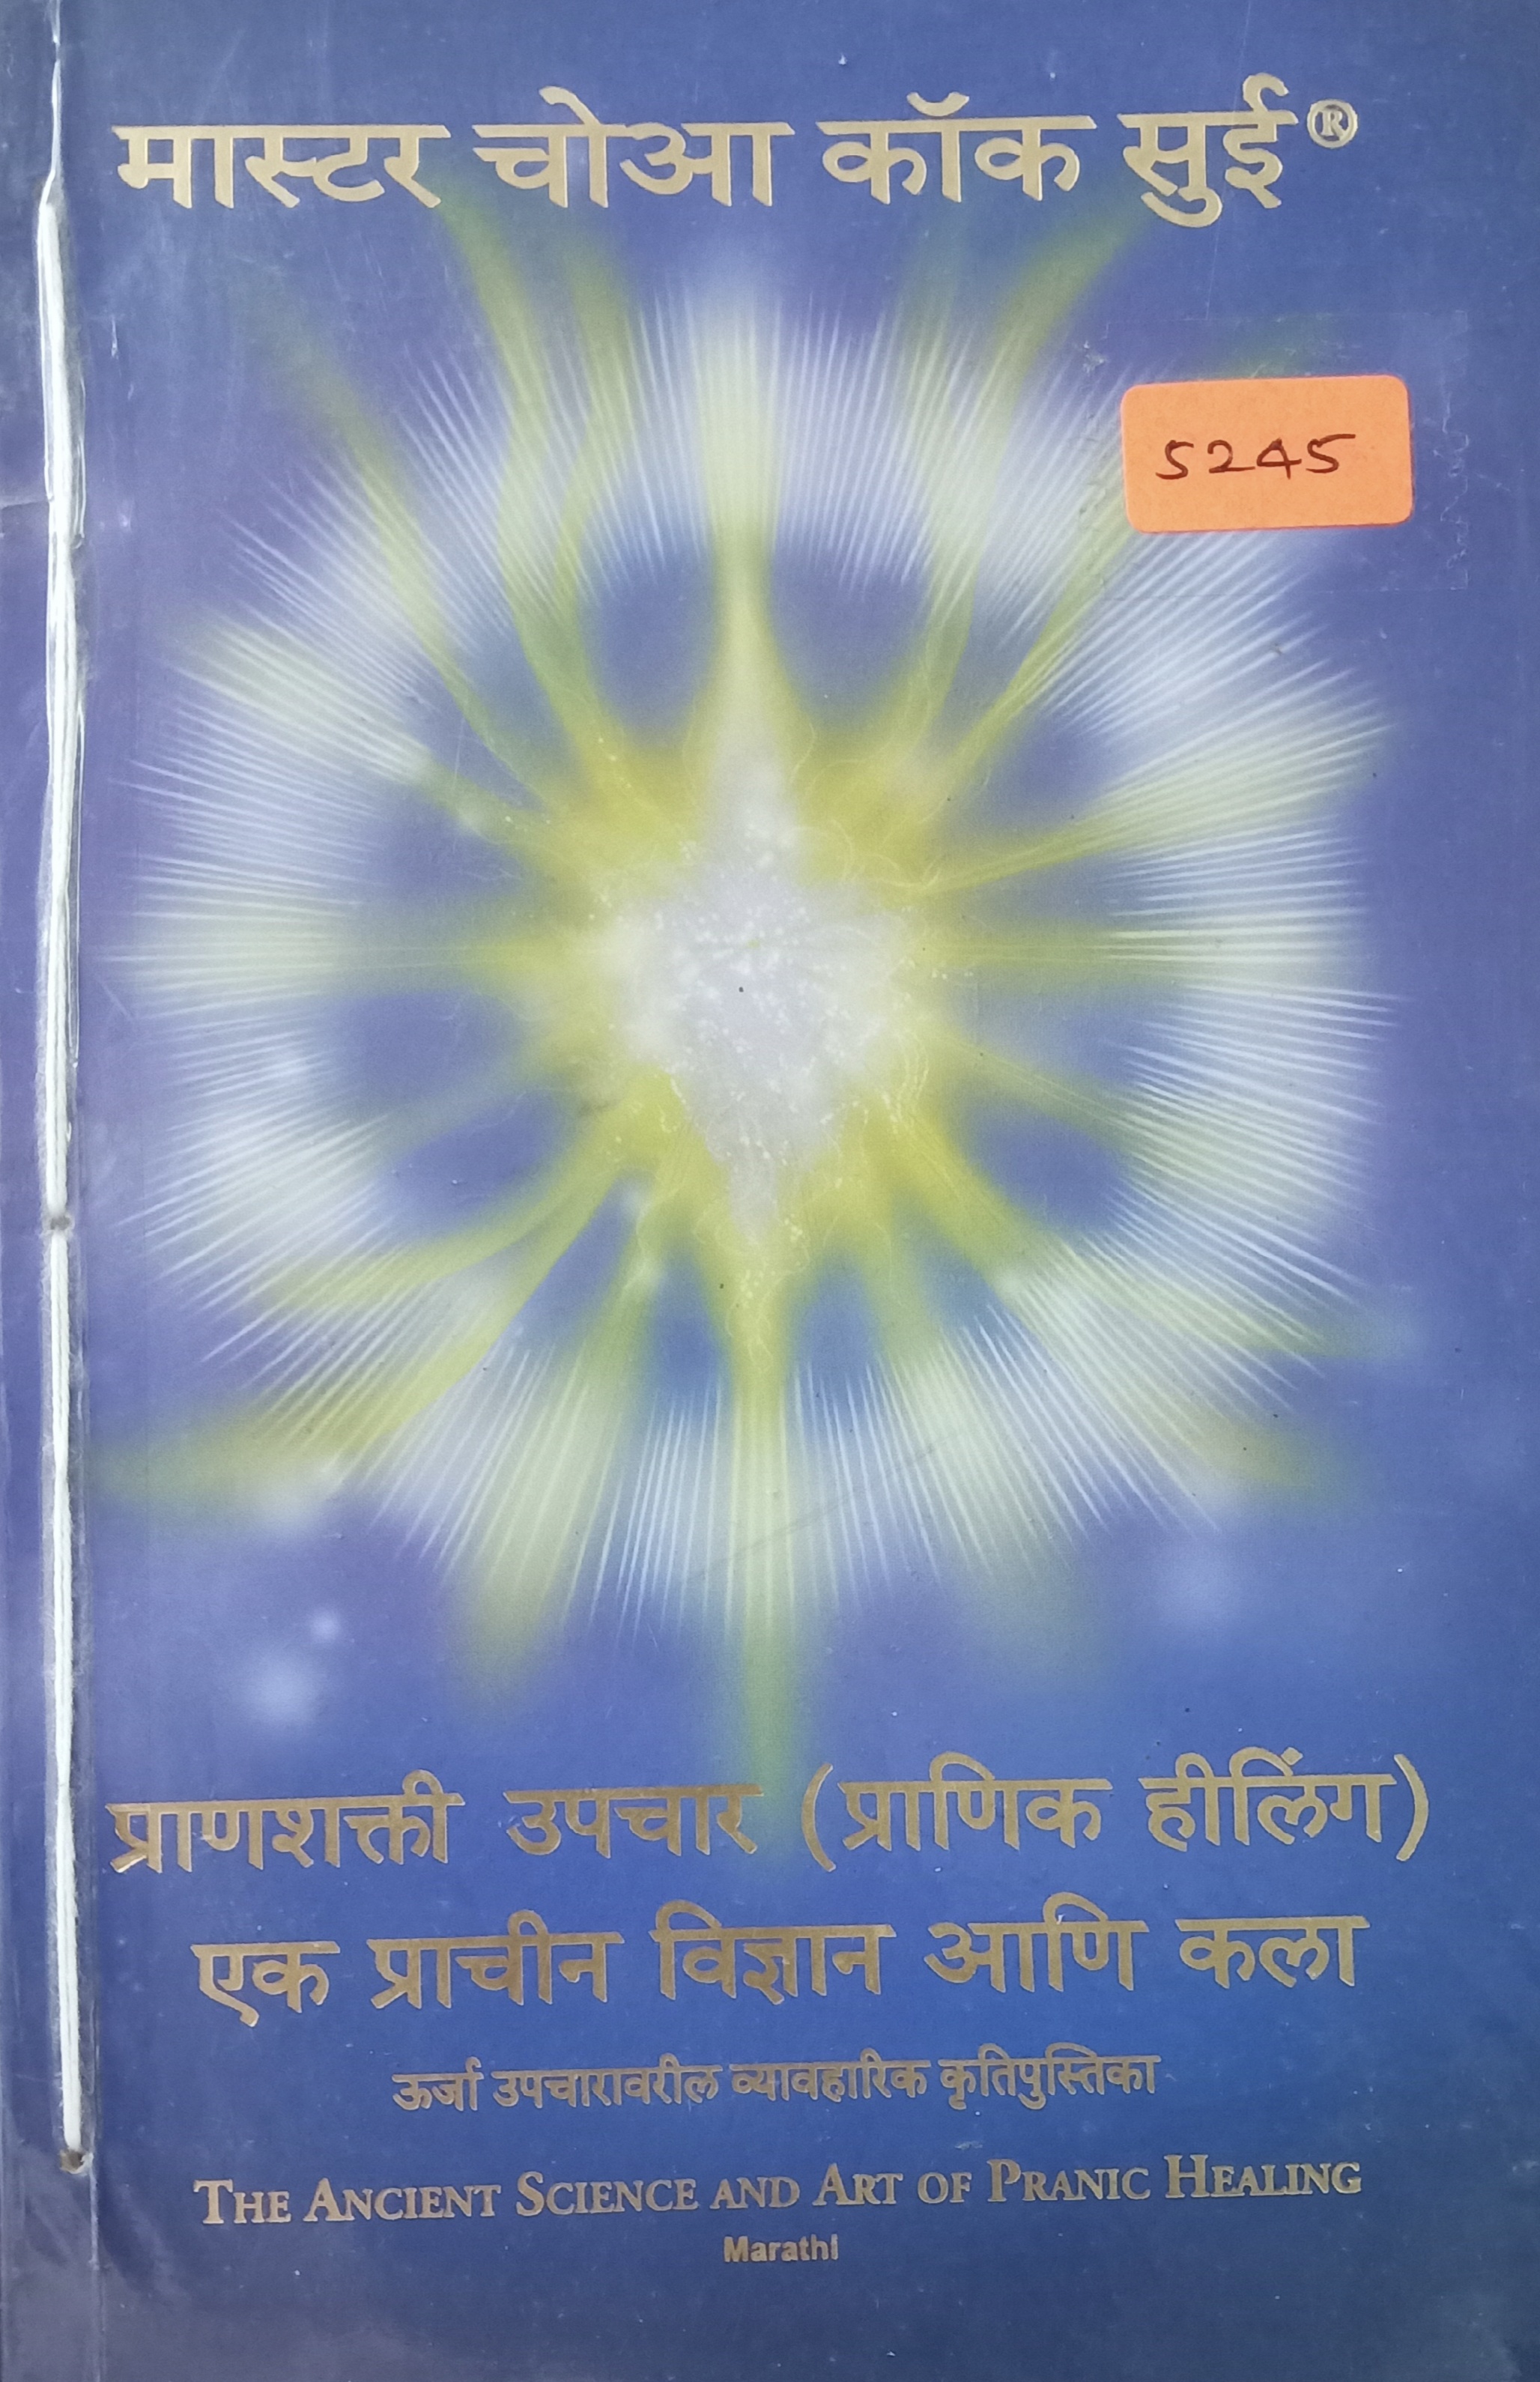 मास्टर चोआ कॉक सुई®
5245
प्राणशक्ती उपचार (प्राणिक हीलिंग)
एक प्राचीन विज्ञान आणि कला
ऊर्जा उपचारावरील व्यावहारिक कृतिपुस्तिका
THE ANCIENT SCIENCE AND ART OF PRANIC HEALING
Marathi